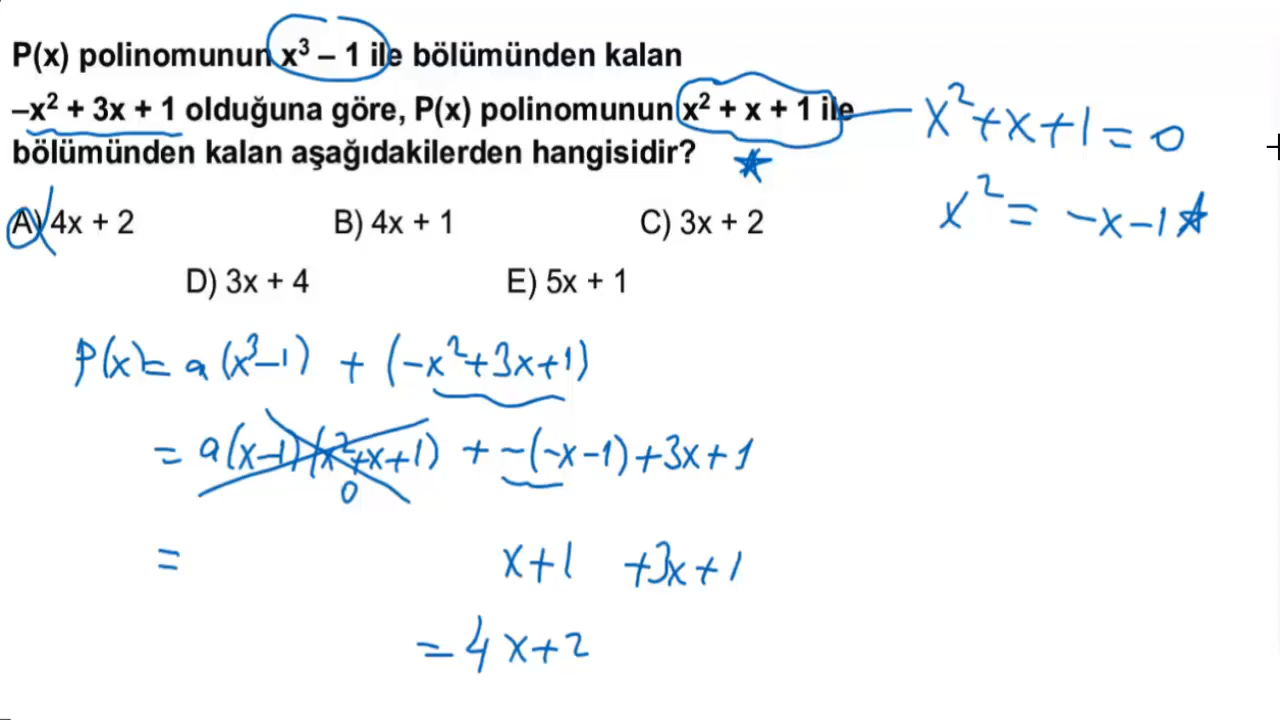 P(x) polinomunun x³ – 1 ile bölümünden kalan
–x² + 3x + 1 olduğuna göre, P(x) polinomunun x² + x + 1 ile
bölümünden kalan aşağıdakilerden hangisidir?
A) 4x + 2 B) 4x + 1 C) 3x + 2
D) 3x + 4 E) 5x + 1
x²+x+1=0
x² = -x-1
P(x)= a(x³-1) + (-x²+3x+1)
= a(x-1)(x²+x+1) + -(-x-1)+3x+1
0
= x+1 +3x+1
= 4x+2